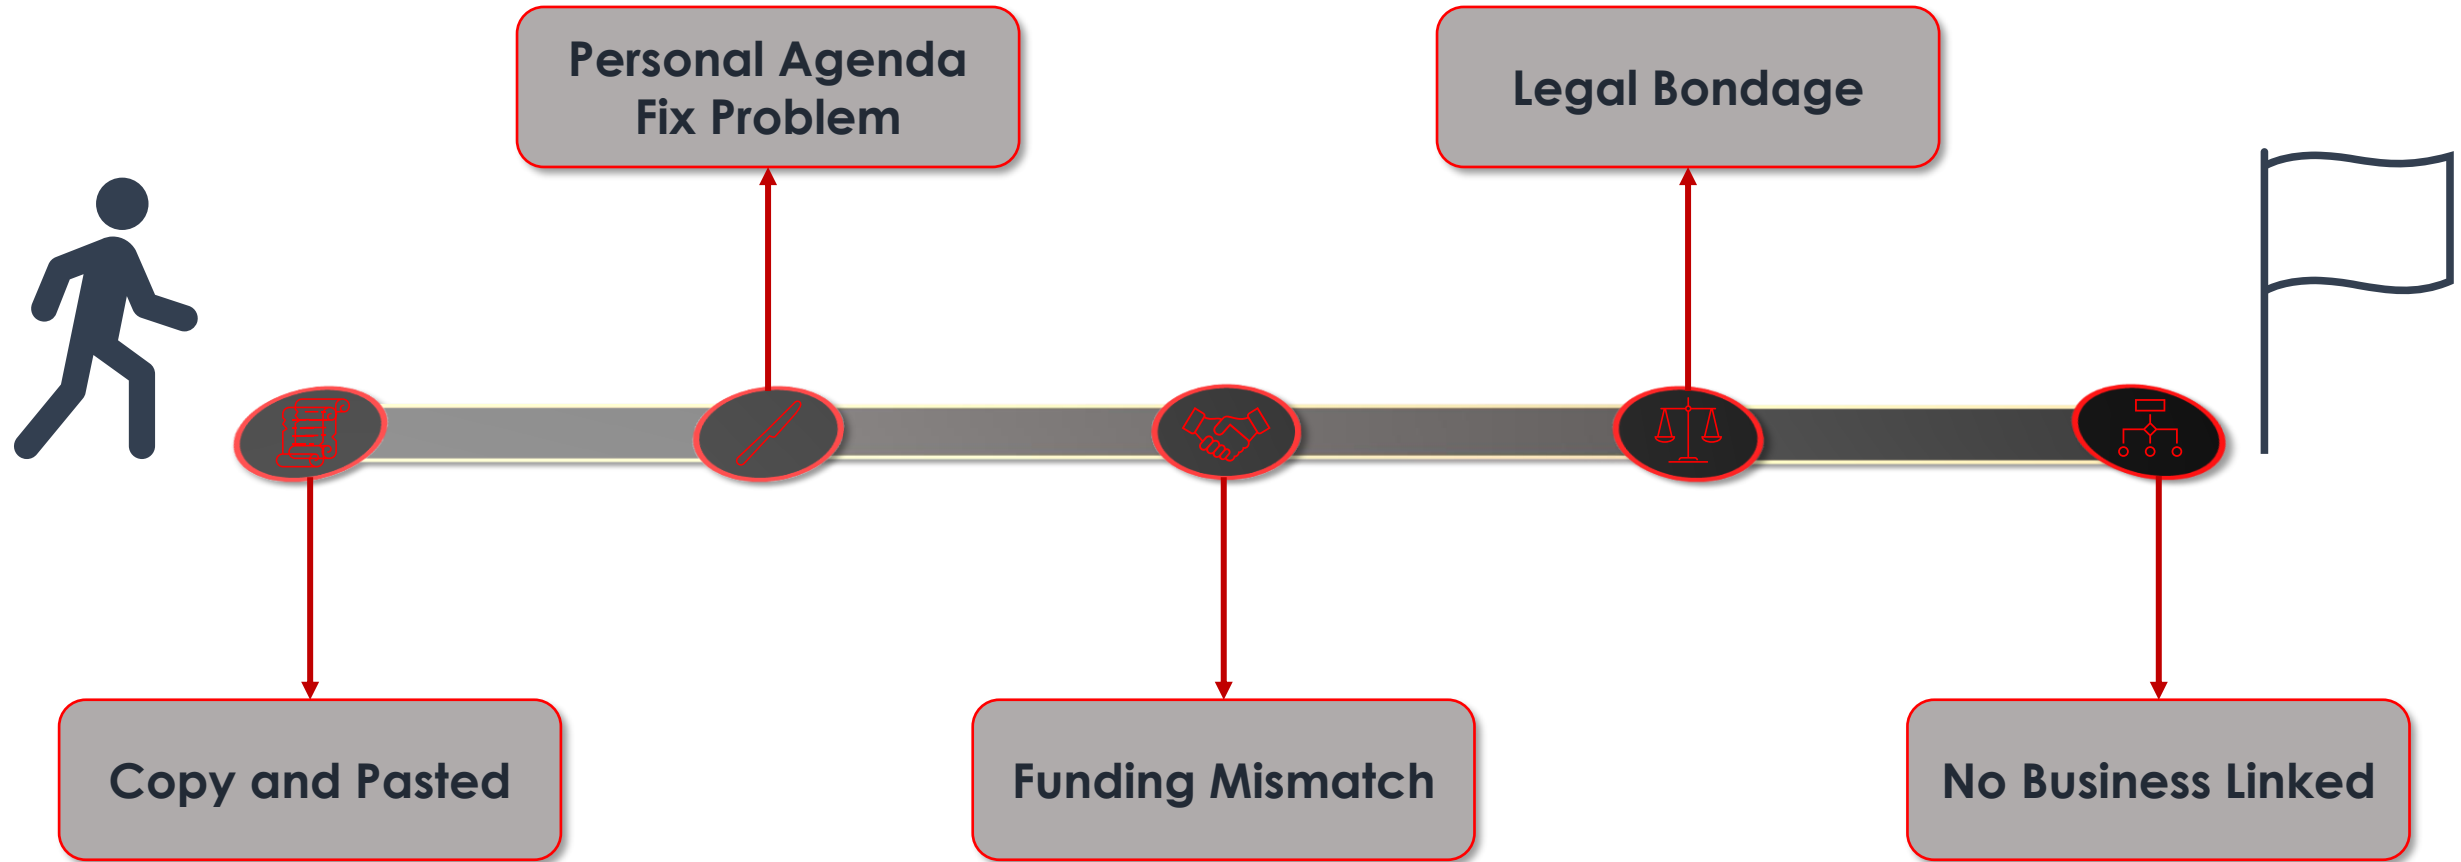 Personal Agenda
Fix Problem
Legal Bondage
Copy and Pasted
Funding Mismatch
No Business Linked